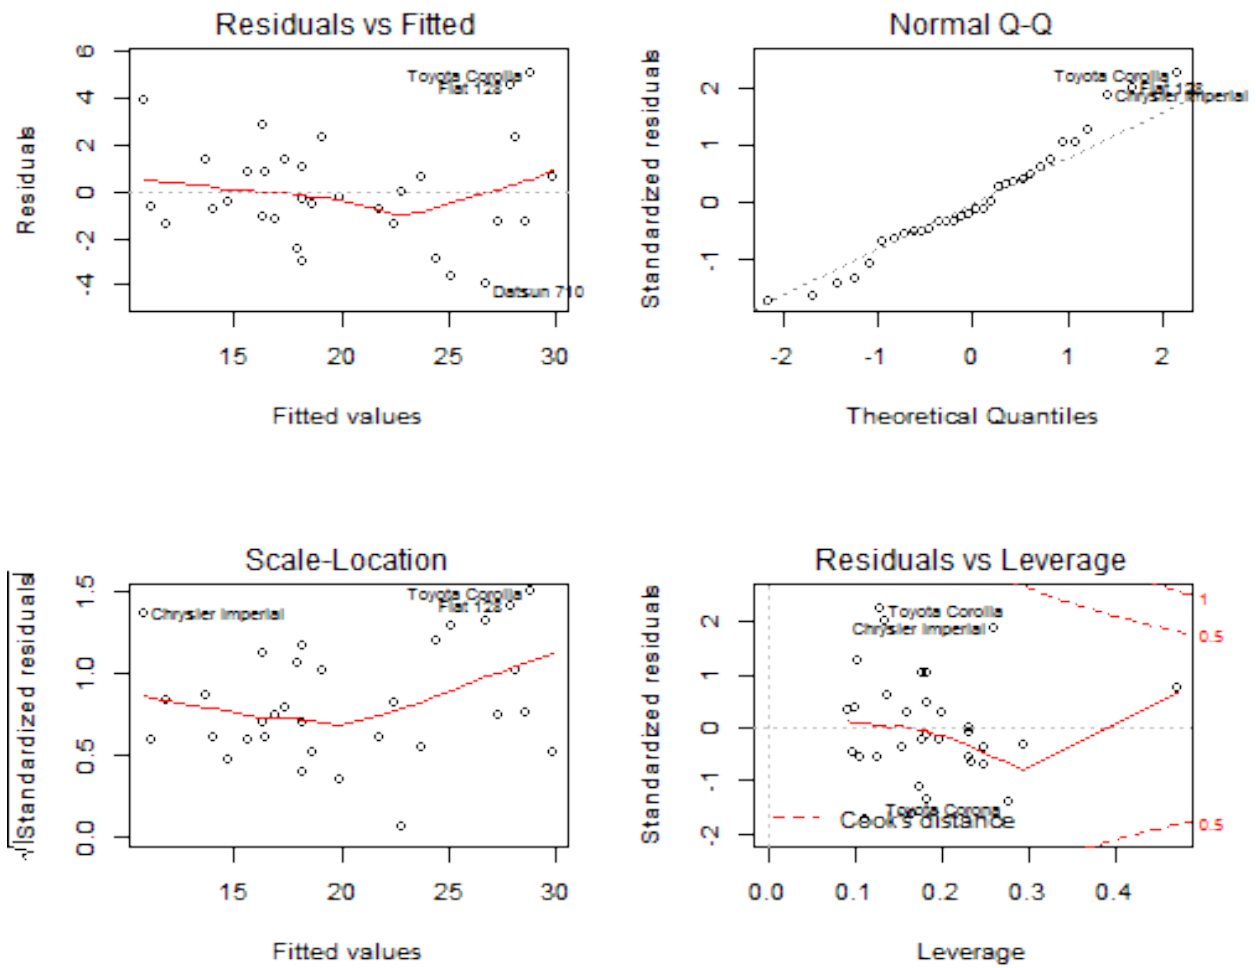 Residuals vs Fitted
Residuals
6
4
2
0
-2
-4
Toyota Corolla
Fiat 128
Datsun 710
15 20 25 30
Fitted values
Normal Q-Q
Standardized residuals
2
1
0
-1
Toyota Corolla
Fiat 128
Chrysler Imperial
-2 -1 0 1 2
Theoretical Quantiles
Scale-Location
√|Standardized residuals|
1.5
1.0
0.5
0.0
Toyota Corolla
Fiat 128
Chrysler Imperial
15 20 25 30
Fitted values
Residuals vs Leverage
Standardized residuals
2
1
0
-1
-2
Toyota Corolla
Chrysler Imperial
Toyota Corona
Cook's distance
1
0.5
0.5
0.0 0.1 0.2 0.3 0.4
Leverage